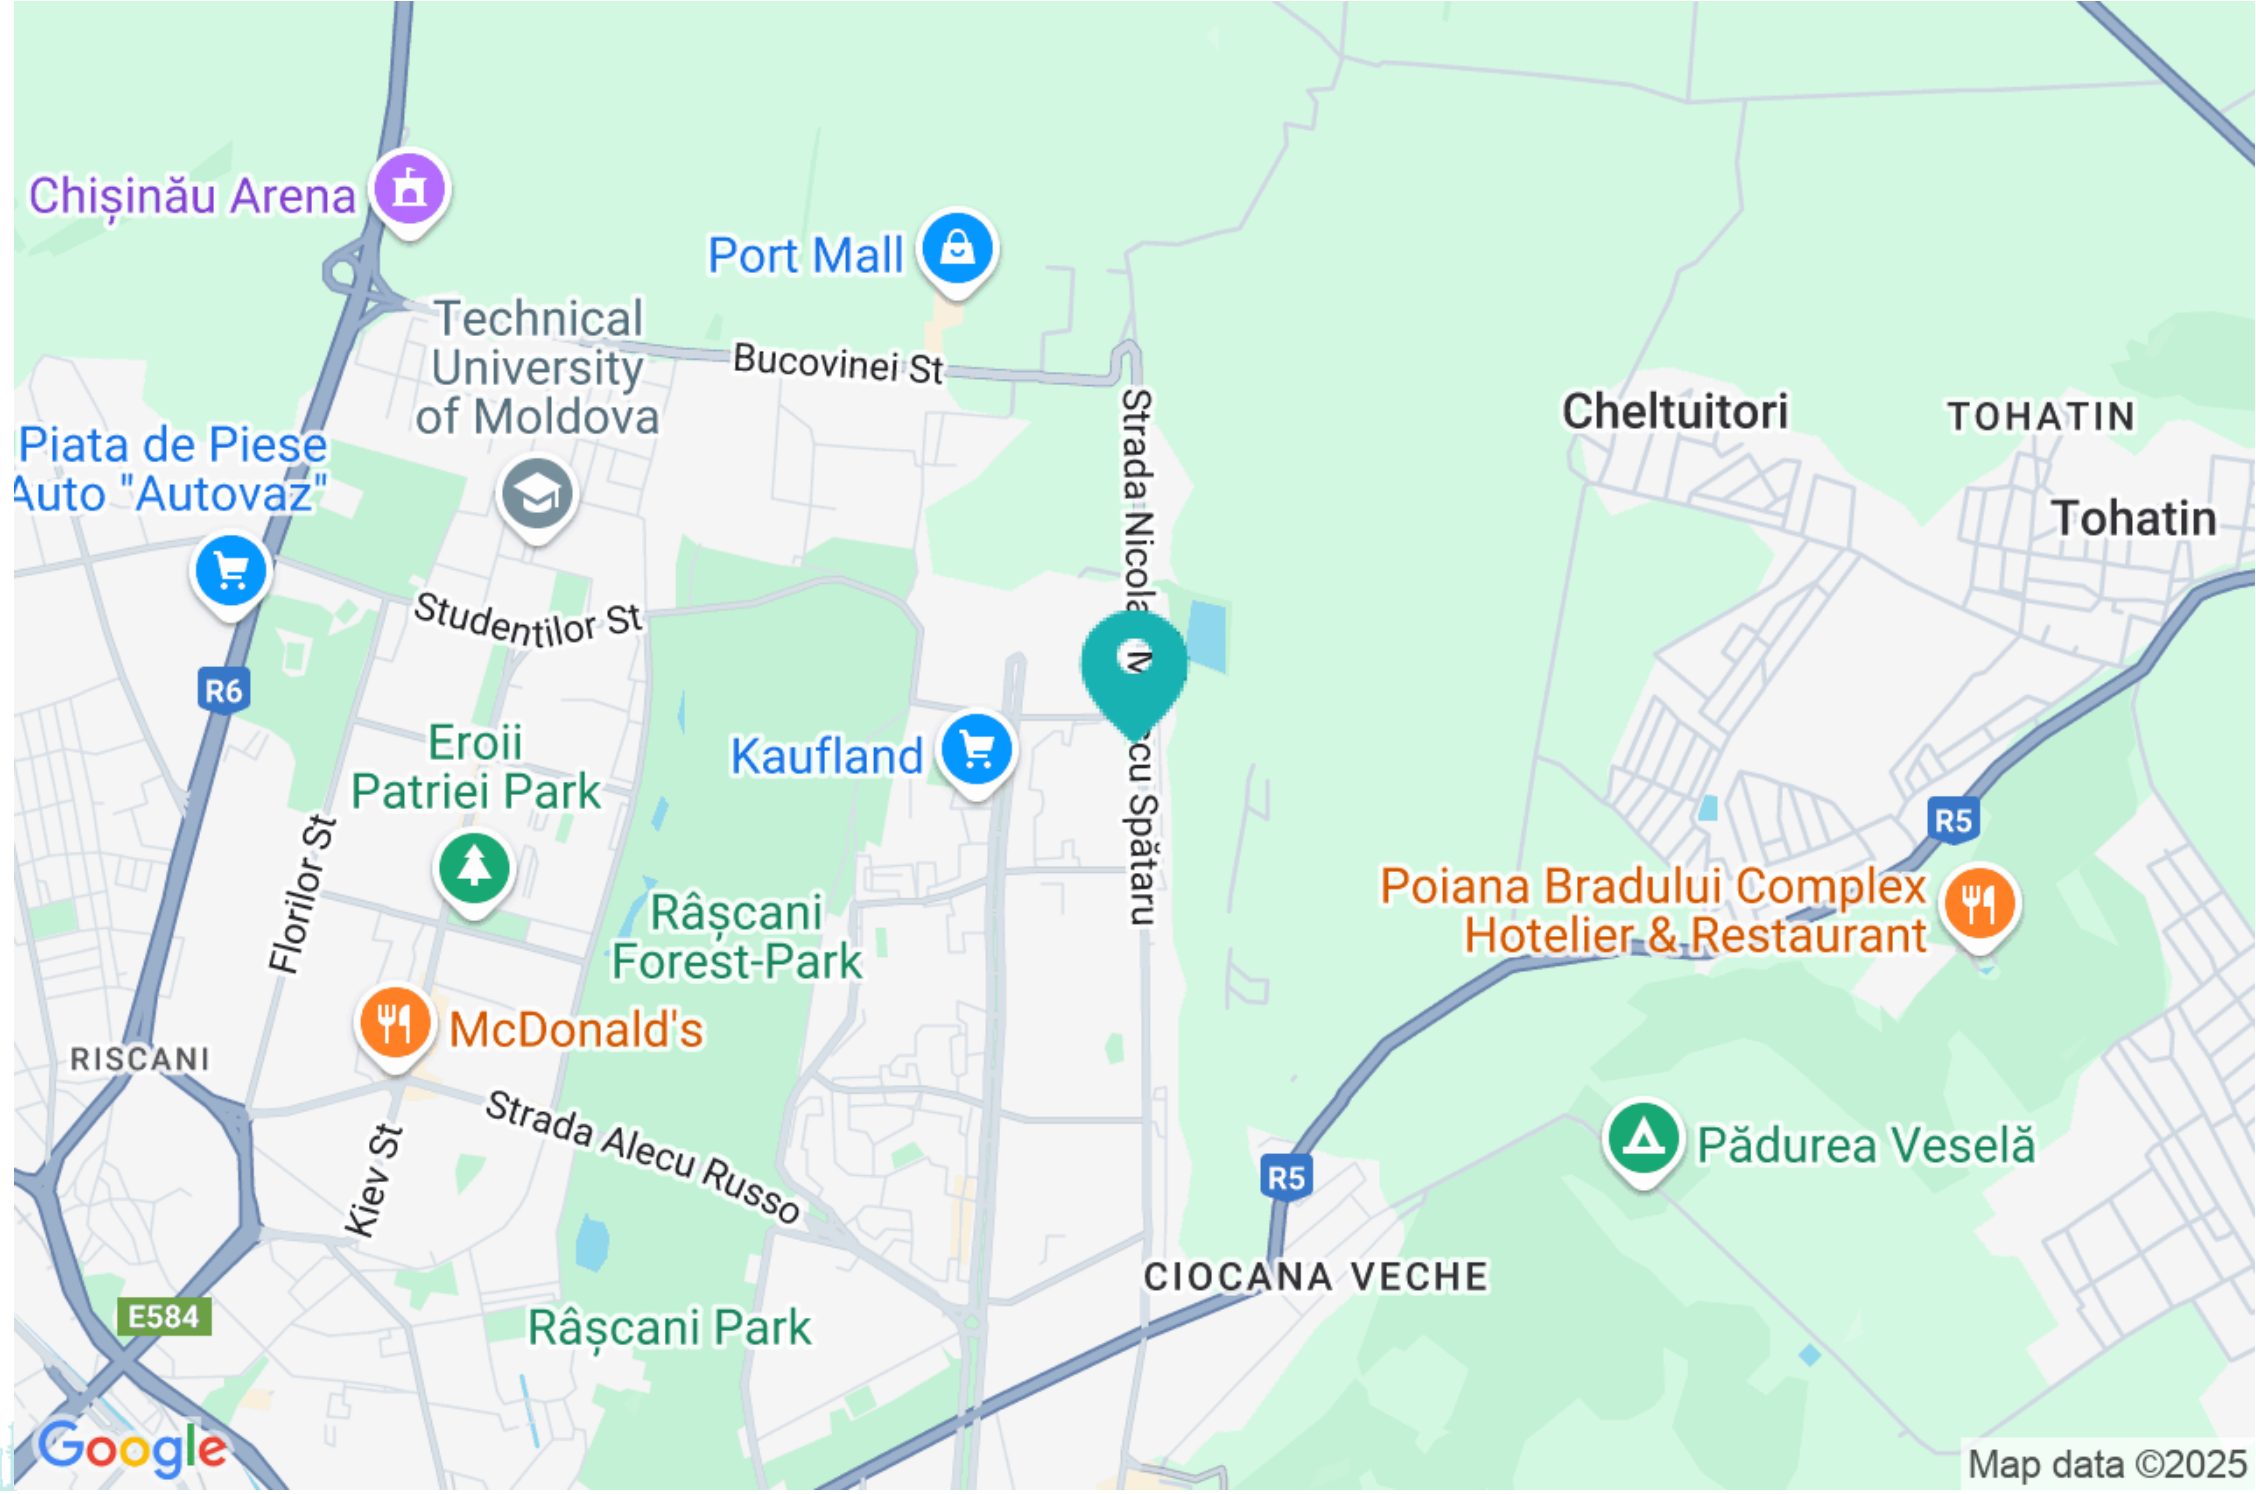 Chișinău Arena
Port Mall
Technical
University
of Moldova
Bucovinei St
Strada Nicola
M
cu Spătaru
Cheltuitori
TOHATIN
Tohatin
Piata de Piese
Auto "Autovaz"
Studentilor St
R6
Eroii
Patriei Park
Kaufland
Florilor St
R5
Poiana Bradului Complex
Hotelier & Restaurant
Râșcani
Forest-Park
McDonald's
RISCANI
Strada Alecu Russo
Kiev St
R5
Pădurea Veselă
CIOCANA VECHE
E584
Râșcani Park
Google
Map data ©2025